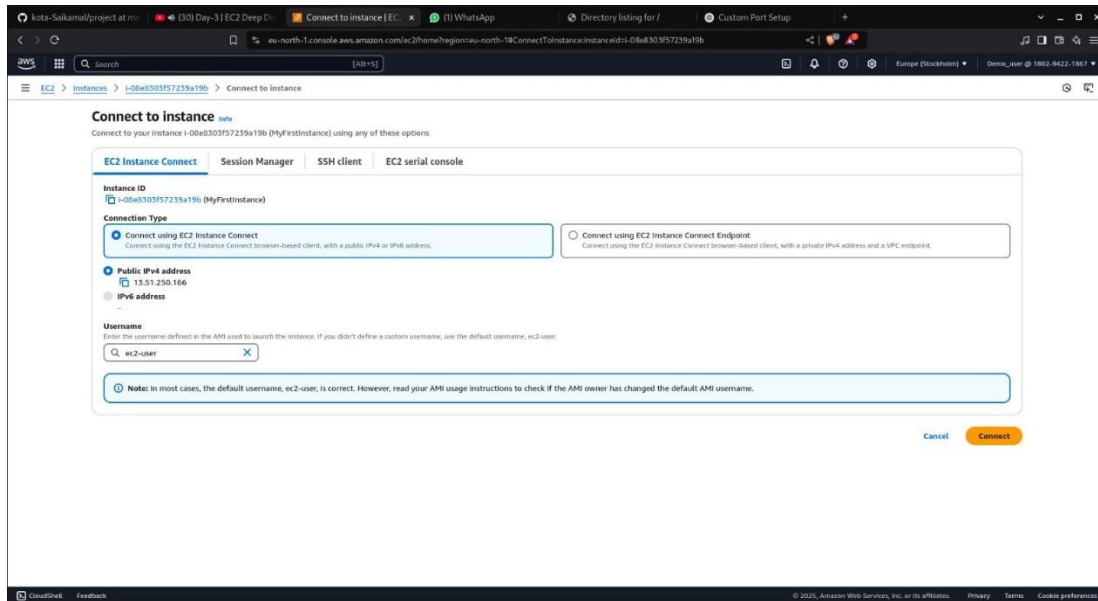 kota-Saikamal/project at ma
(30) Day-3 | EC2 Deep Di
Connect to instance | EC
(1) WhatsApp
Directory listing for /
Custom Port Setup
eu-north-1.console.aws.amazon.com/ec2/home?region=eu-north-1#ConnectToInstance:instanceId=i-08e8303f57239a19b
aws
Search
[Alt+S]
Europe (Stockholm)
Demo_user @ 1802-9422-1867
EC2 > Instances > i-08e8303f57239a19b > Connect to instance
Connect to instance Info
Connect to your instance i-08e8303f57239a19b (MyFirstInstance) using any of these options
EC2 Instance Connect
Session Manager
SSH client
EC2 serial console
Instance ID
i-08e8303f57239a19b (MyFirstInstance)
Connection Type
Connect using EC2 Instance Connect
Connect using the EC2 Instance Connect browser-based client, with a public IPv4 or IPv6 address.
Connect using EC2 Instance Connect Endpoint
Connect using the EC2 Instance Connect browser-based client, with a private IPv4 address and a VPC endpoint.
Public IPv4 address
13.51.250.166
IPv6 address
–
Username
Enter the username defined in the AMI used to launch the instance. If you didn't define a custom username, use the default username, ec2-user.
ec2-user
Note: In most cases, the default username, ec2-user, is correct. However, read your AMI usage instructions to check if the AMI owner has changed the default AMI username.
Cancel
Connect
CloudShell
Feedback
© 2025, Amazon Web Services, Inc. or its affiliates.
Privacy
Terms
Cookie preferences